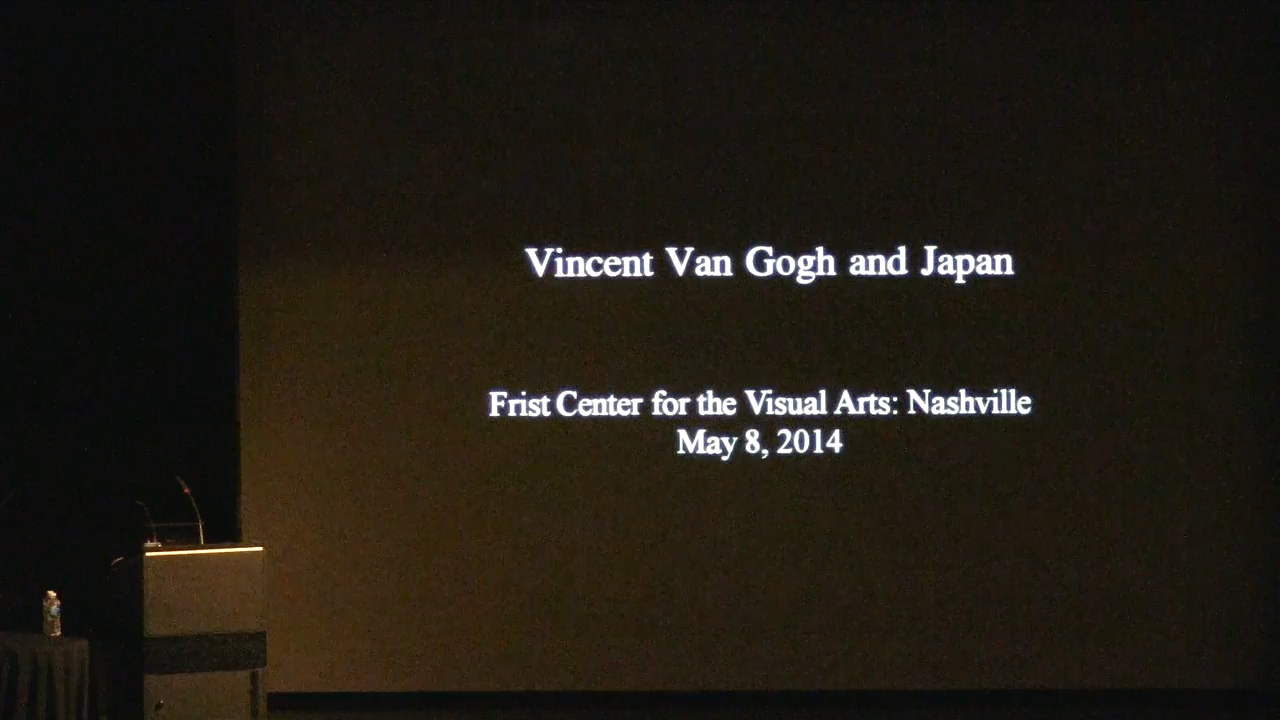 Vincent Van Gogh and Japan
Frist Center for the Visual Arts: Nashville
May 8, 2014